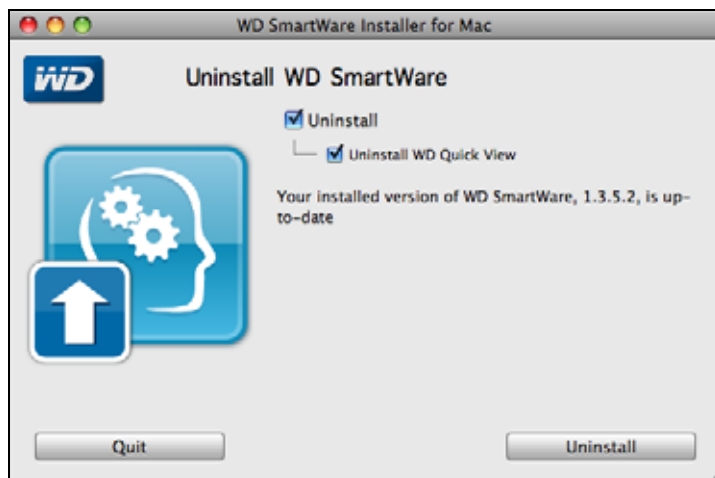 WD SmartWare Installer for Mac
WD
Uninstall WD SmartWare
Uninstall
Uninstall WD Quick View
Your installed version of WD SmartWare, 1.3.5.2, is up-
to-date
Quit
Uninstall